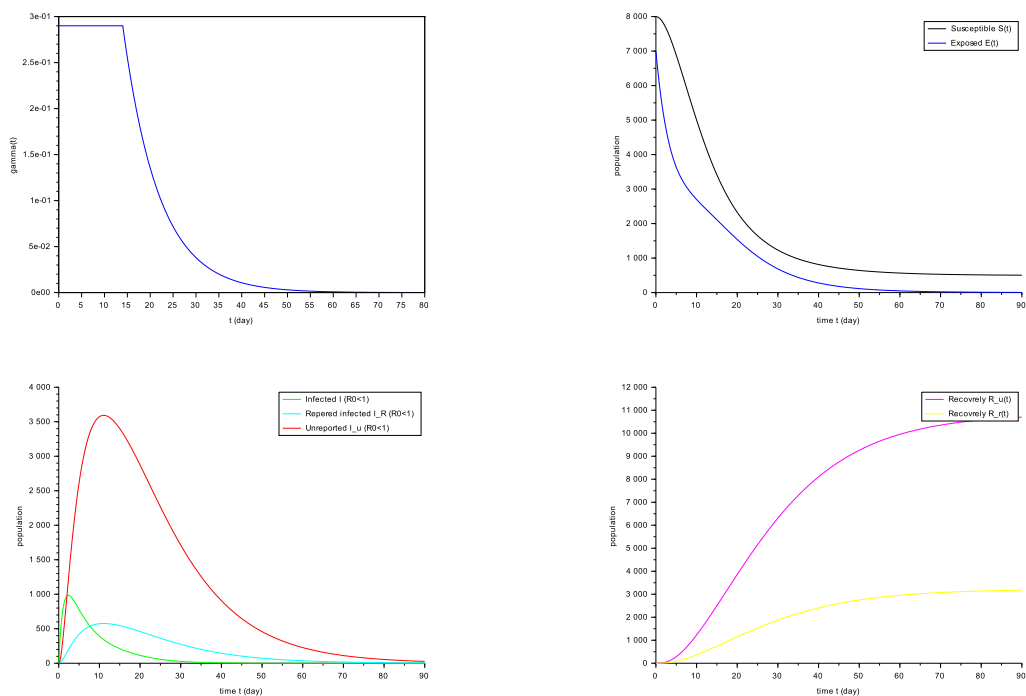 3e-01
2.5e-01
2e-01
1.5e-01
1e-01
5e-02
0e00
gamma(t)
0 5 10 15 20 25 30 35 40 45 50 55 60 65 70 75 80
t (day)
8 000
7 000
6 000
5 000
4 000
3 000
2 000
1 000
0
population
Susceptible S(t)
Exposed E(t)
0 10 20 30 40 50 60 70 80 90
time t (day)
4 000
3 500
3 000
2 500
2 000
1 500
1 000
500
0
population
Infected I (R0<1)
Repered infected I_R (R0<1)
Unreported I_u (R0<1)
0 10 20 30 40 50 60 70 80 90
time t (day)
12 000
11 000
10 000
9 000
8 000
7 000
6 000
5 000
4 000
3 000
2 000
1 000
0
population
Recovrely R_u(t)
Recovrely R_r(t)
0 10 20 30 40 50 60 70 80 90
time t (day)